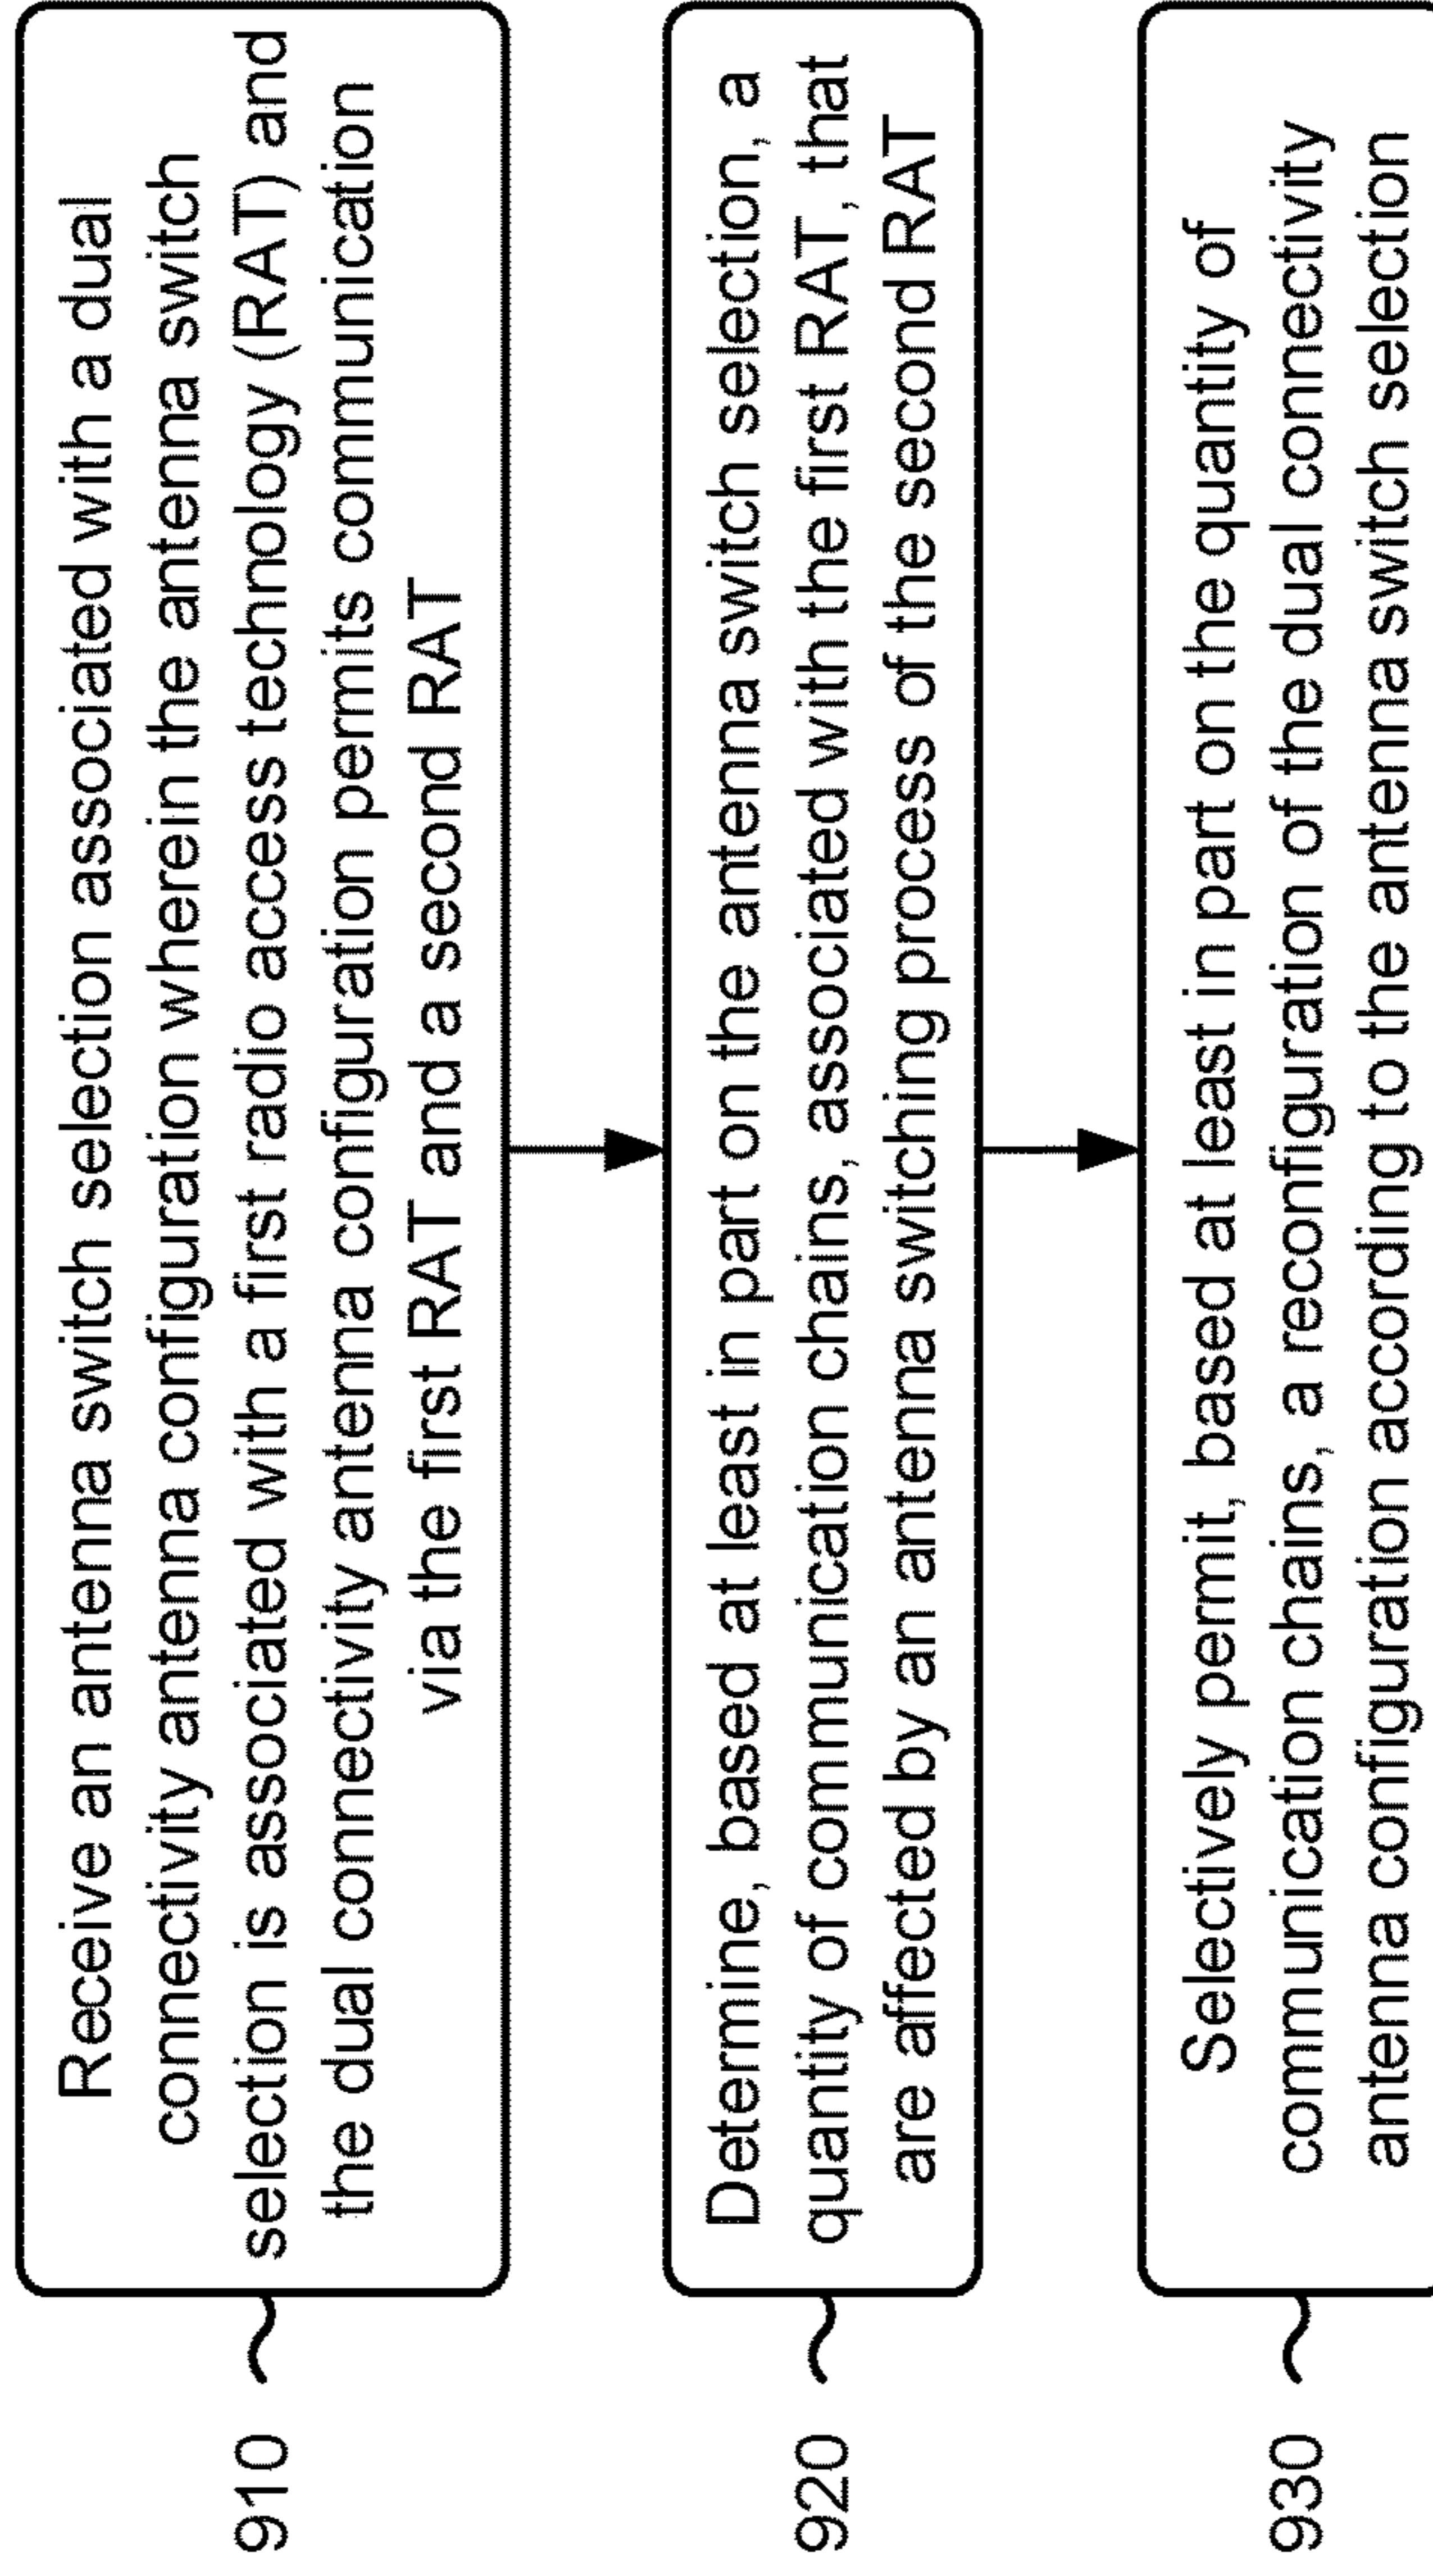 910
Receive an antenna switch selection associated with a dual
connectivity antenna configuration wherein the antenna switch
selection is associated with a first radio access technology (RAT) and
the dual connectivity antenna configuration permits communication
via the first RAT and a second RAT
920
Determine, based at least in part on the antenna switch selection, a
quantity of communication chains, associated with the first RAT, that
are affected by an antenna switching process of the second RAT
930
Selectively permit, based at least in part on the quantity of
communication chains, a reconfiguration of the dual connectivity
antenna configuration according to the antenna switch selection